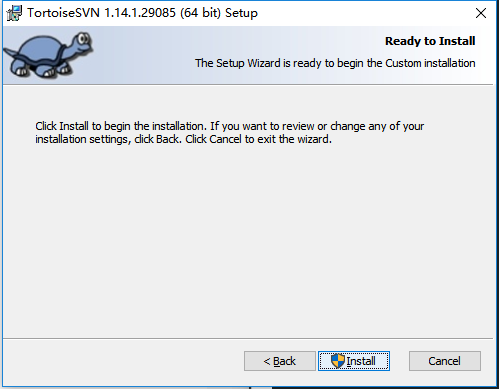 TortoiseSVN 1.14.1.29085 (64 bit) Setup
Ready to Install
The Setup Wizard is ready to begin the Custom installation
Click Install to begin the installation. If you want to review or change any of your
installation settings, click Back. Click Cancel to exit the wizard.
< Back
Install
Cancel